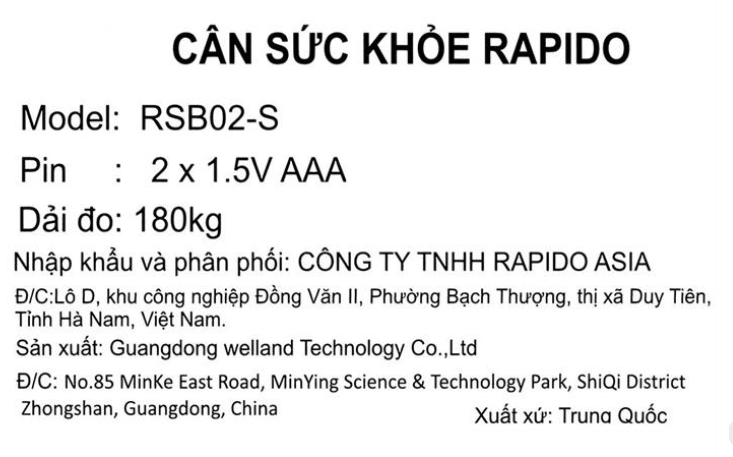 CÂN SỨC KHỎE RAPIDO
Model: RSB02-S
Pin : 2 x 1.5V AAA
Dải đo: 180kg
Nhập khẩu và phân phối: CÔNG TY TNHH RAPIDO ASIA
Đ/C:Lô D, khu công nghiệp Đồng Văn II, Phường Bạch Thượng, thị xã Duy Tiên,
Tỉnh Hà Nam, Việt Nam.
Sản xuất: Guangdong welland Technology Co.,Ltd
Đ/C: No.85 MinKe East Road, MinYing Science & Technology Park, ShiQi District
Zhongshan, Guangdong, China
Xuất xứ: Trung Quốc